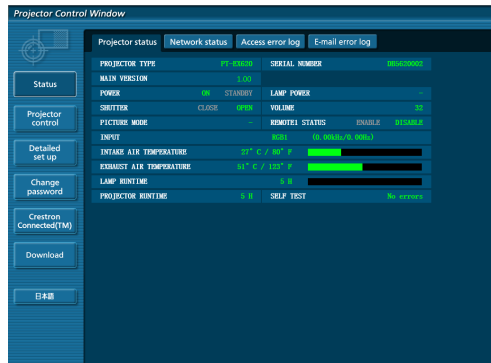 Projector Control Window
Projector status Network status Access error log E-mail error log
PROJECTOR TYPE PT-EX620 SERIAL NUMBER DB5620002
MAIN VERSION 1.00
POWER ON STANDBY LAMP POWER -
SHUTTER CLOSE OPEN VOLUME 32
PICTURE MODE - REMOTE1 STATUS ENABLE DISABLE
INPUT RGB1 (0.00kHz/0.00Hz)
INTAKE AIR TEMPERATURE 27° C / 80° F
EXHAUST AIR TEMPERATURE 51° C / 123° F
LAMP RUNTIME 5 H
PROJECTOR RUNTIME 5 H SELF TEST No errors
Status
Projector
control
Detailed
set up
Change
password
Crestron
Connected(TM)
Download
日本語